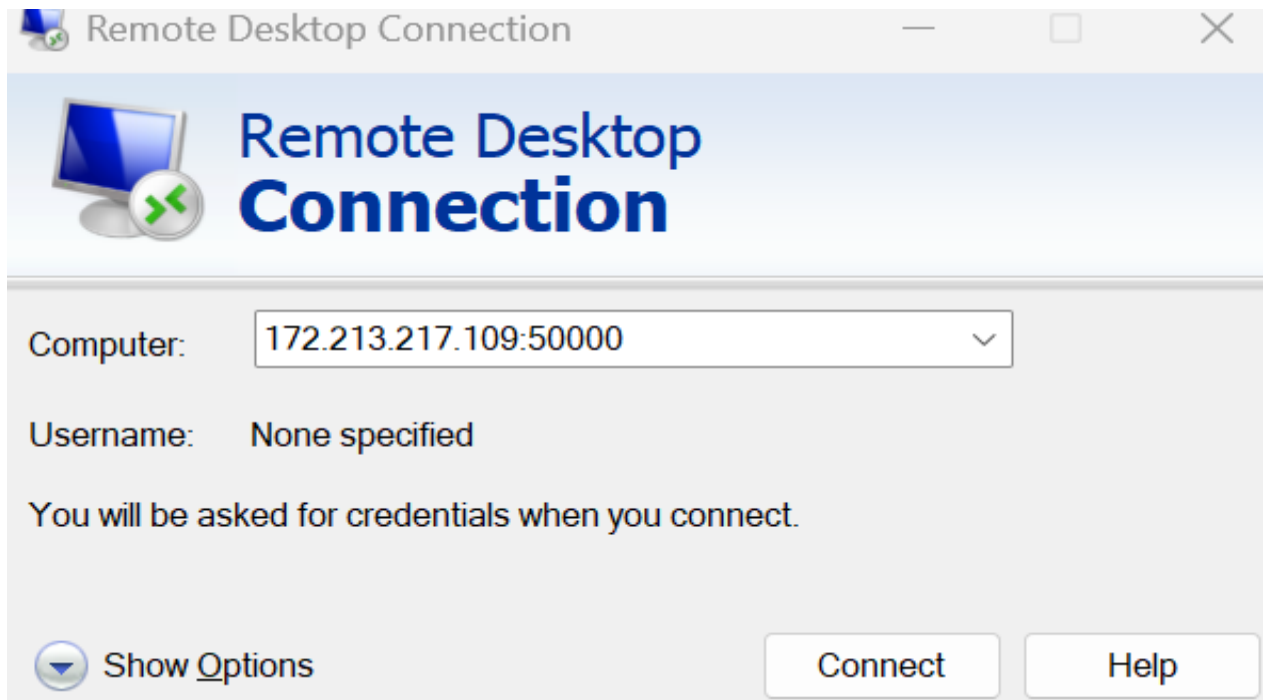 Remote Desktop Connection
Remote Desktop
Connection
Computer: 172.213.217.109:50000
Username: None specified
You will be asked for credentials when you connect.
Show Options Connect Help